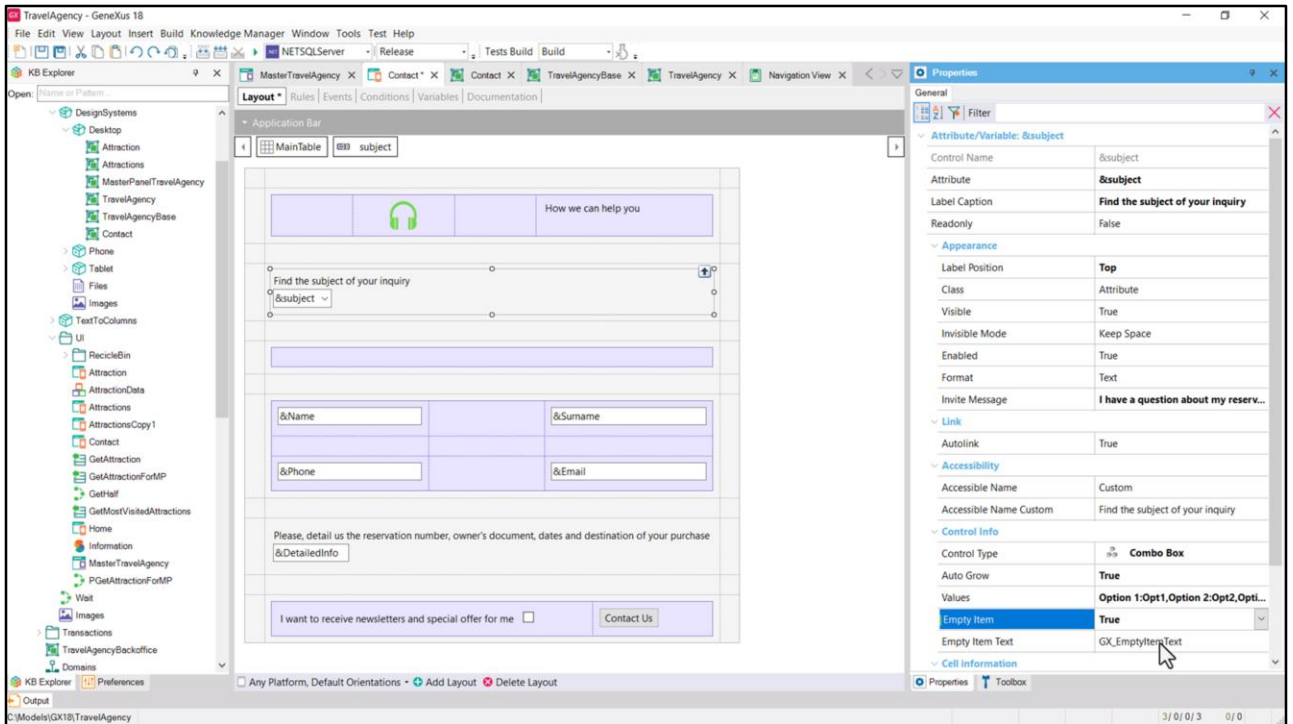 GX TravelAgency - GeneXus 18
File Edit View Layout Insert Build Knowledge Manager Window Tools Test Help
NETSQLServer Release Tests Build Build
KB Explorer
Open: Name or Pattern...
DesignSystems
Desktop
Attraction
Attractions
MasterPanelTravelAgency
TravelAgency
TravelAgencyBase
Contact
Phone
Tablet
Files
Images
TextToColumns
UI
RecicleBin
Attraction
AttractionData
Attractions
AttractionsCopy1
Contact
GetAttraction
GetAttractionForMP
GetHalf
GetMostVisitedAttractions
Home
Information
MasterTravelAgency
PGetAttractionForMP
Wait
Images
Transactions
TravelAgencyBackoffice
Domains
KB Explorer Preferences
Output
C:\Models\GX18\TravelAgency
MasterTravelAgency X Contact * X Contact X TravelAgencyBase X TravelAgency X Navigation View X
Layout * Rules Events Conditions Variables Documentation
Application Bar
MainTable subject
How we can help you
Find the subject of your inquiry
&subject
&Name &Surname
&Phone &Email
Please, detail us the reservation number, owner's document, dates and destination of your purchase
&DetailedInfo
I want to receive newsletters and special offer for me Contact Us
Any Platform, Default Orientations Add Layout Delete Layout
Properties
General
Filter
Attribute/Variable: &subject
Control Name &subject
Attribute &subject
Label Caption Find the subject of your inquiry
Readonly False
Appearance
Label Position Top
Class Attribute
Visible True
Invisible Mode Keep Space
Enabled True
Format Text
Invite Message I have a question about my reserv...
Link
Autolink True
Accessibility
Accessible Name Custom
Accessible Name Custom Find the subject of your inquiry
Control Info
Control Type Combo Box
Auto Grow True
Values Option 1:Opt1,Option 2:Opt2,Opti...
Empty Item True
Empty Item Text GX_EmptyItemText
Cell information
Properties Toolbox
3/0/0/3 0/0